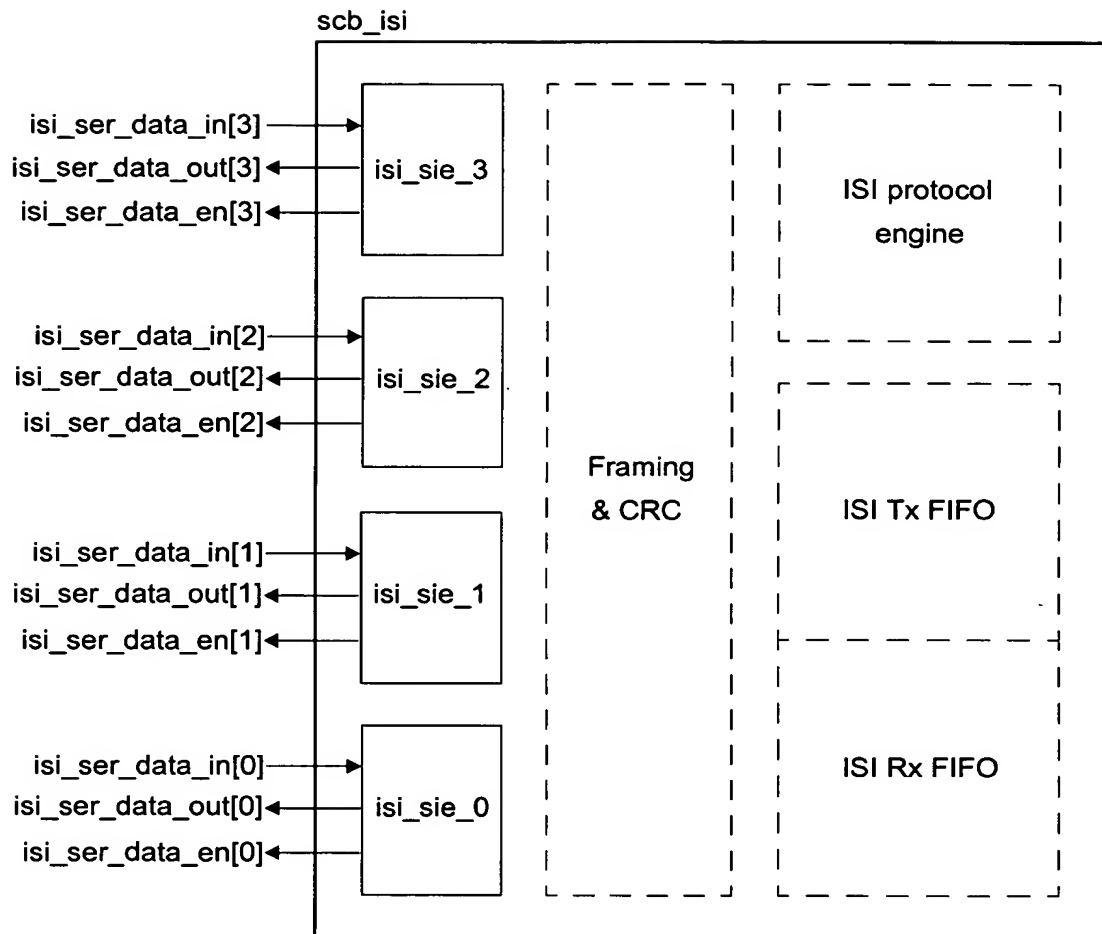 scb_isi
isi_ser_data_in[3]
isi_ser_data_out[3]
isi_ser_data_en[3]
isi_sie_3
isi_ser_data_in[2]
isi_ser_data_out[2]
isi_ser_data_en[2]
isi_sie_2
isi_ser_data_in[1]
isi_ser_data_out[1]
isi_ser_data_en[1]
isi_sie_1
isi_ser_data_in[0]
isi_ser_data_out[0]
isi_ser_data_en[0]
isi_sie_0
Framing
& CRC
ISI protocol
engine
ISI Tx FIFO
ISI Rx FIFO